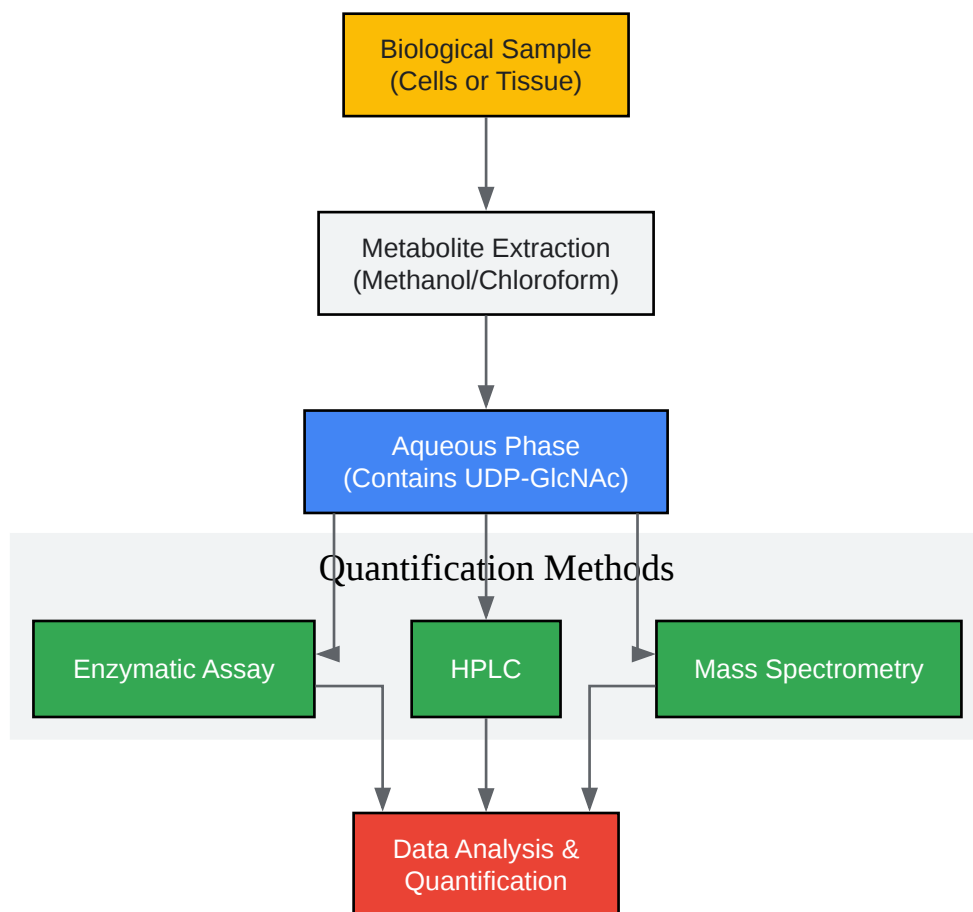 Biological Sample
(Cells or Tissue)
Metabolite Extraction
(Methanol/Chloroform)
Aqueous Phase
(Contains UDP-GlcNAc)
Quantification Methods
Enzymatic Assay
HPLC
Mass Spectrometry
Data Analysis &
Quantification